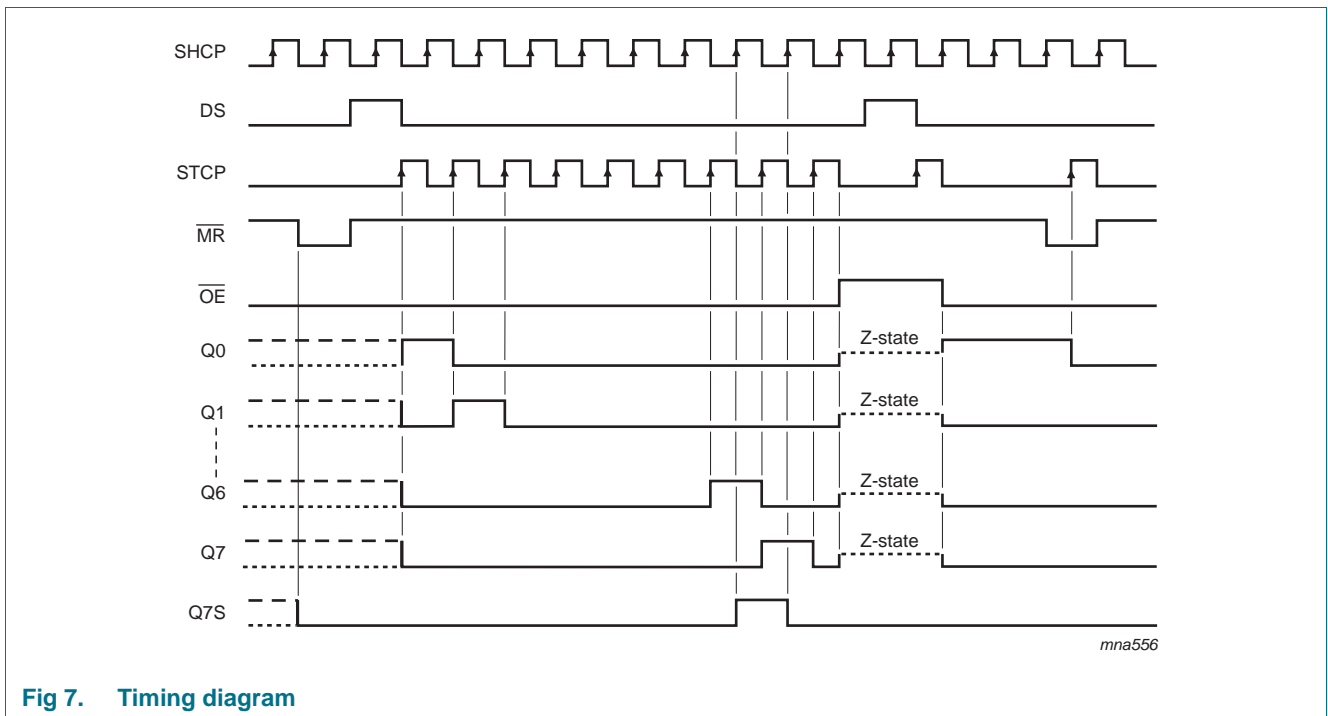 SHCP
DS
STCP
MR
OE
Q0 Z-state
Q1 Z-state
Q6 Z-state
Q7 Z-state
Q7S
mna556
Fig 7. Timing diagram